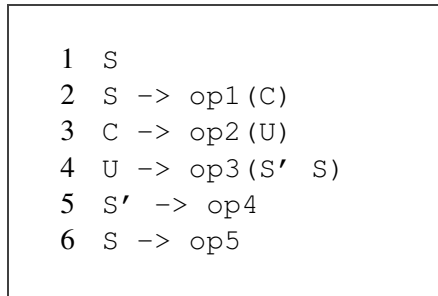 1 S
2 S -> op1(C)
3 C -> op2(U)
4 U -> op3(S' S)
5 S' -> op4
6 S -> op5